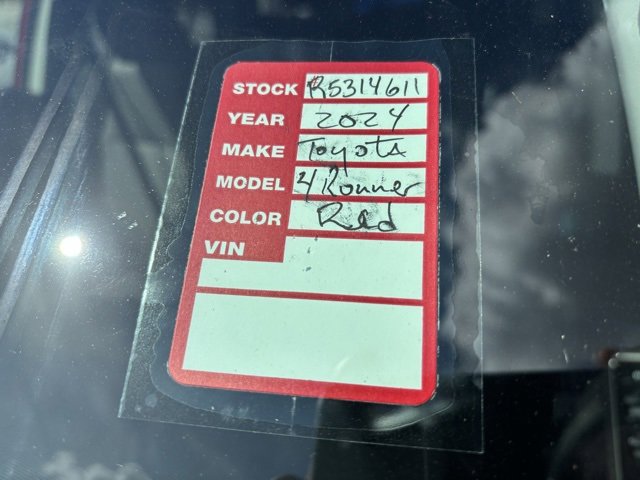 STOCK R5314611
YEAR 2024
MAKE Toyota
MODEL 4Runner
COLOR Red
VIN